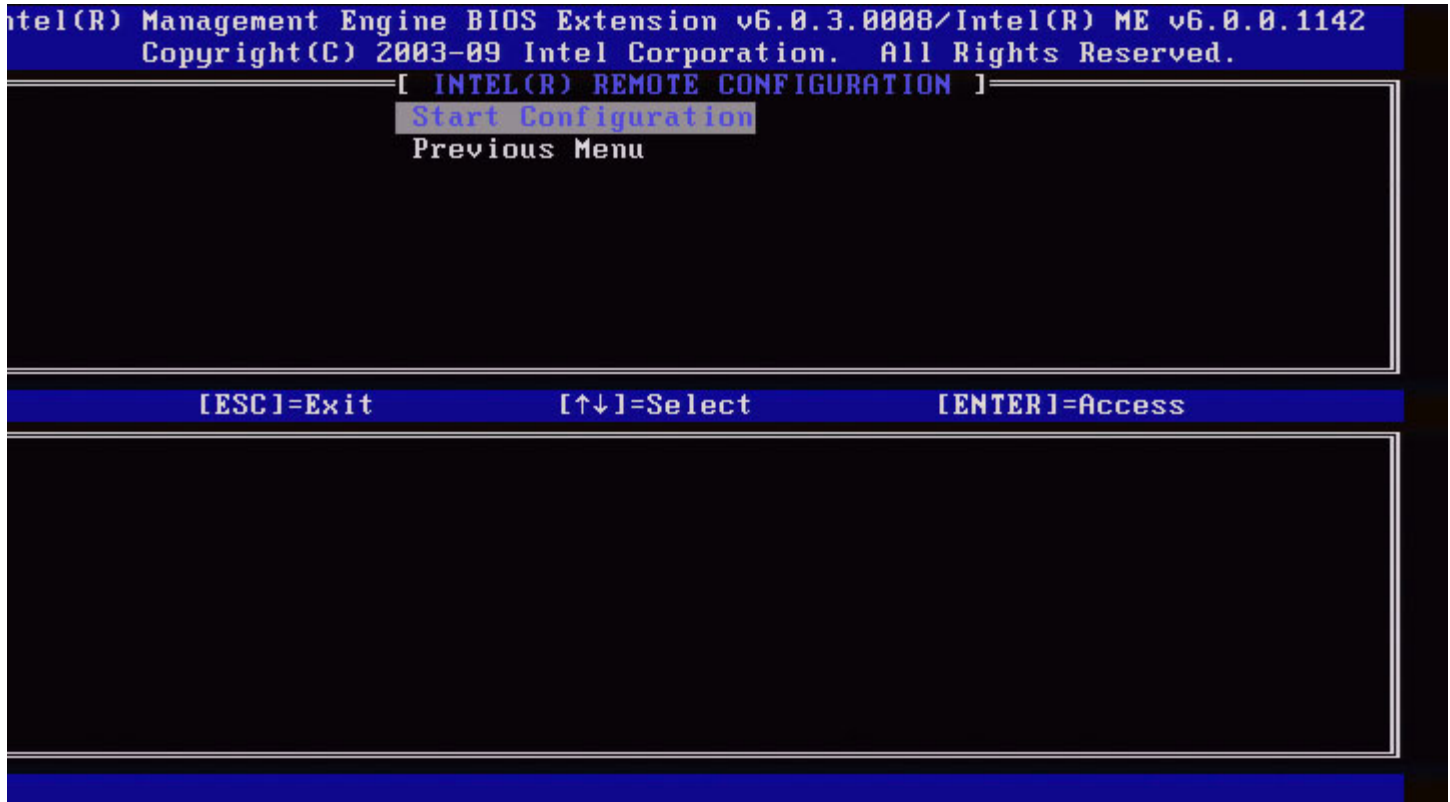 ntel(R) Management Engine BIOS Extension v6.0.3.0008/Intel(R) ME v6.0.0.1142
Copyright(C) 2003-09 Intel Corporation. All Rights Reserved.
[ INTEL(R) REMOTE CONFIGURATION ]
Start Configuration
Previous Menu
[ESC]=Exit [↑↓]=Select [ENTER]=Access